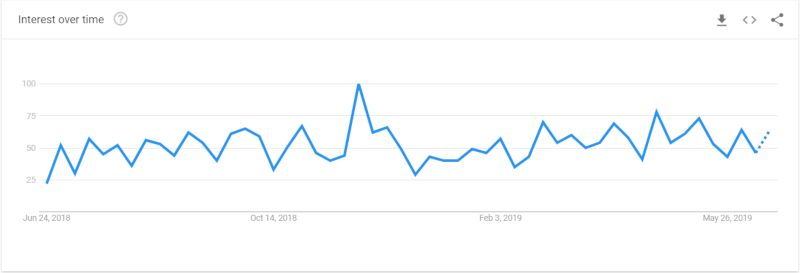 Interest over time
100
75
50
25
Jun 24, 2018
Oct 14, 2018
Feb 3, 2019
May 26, 2019